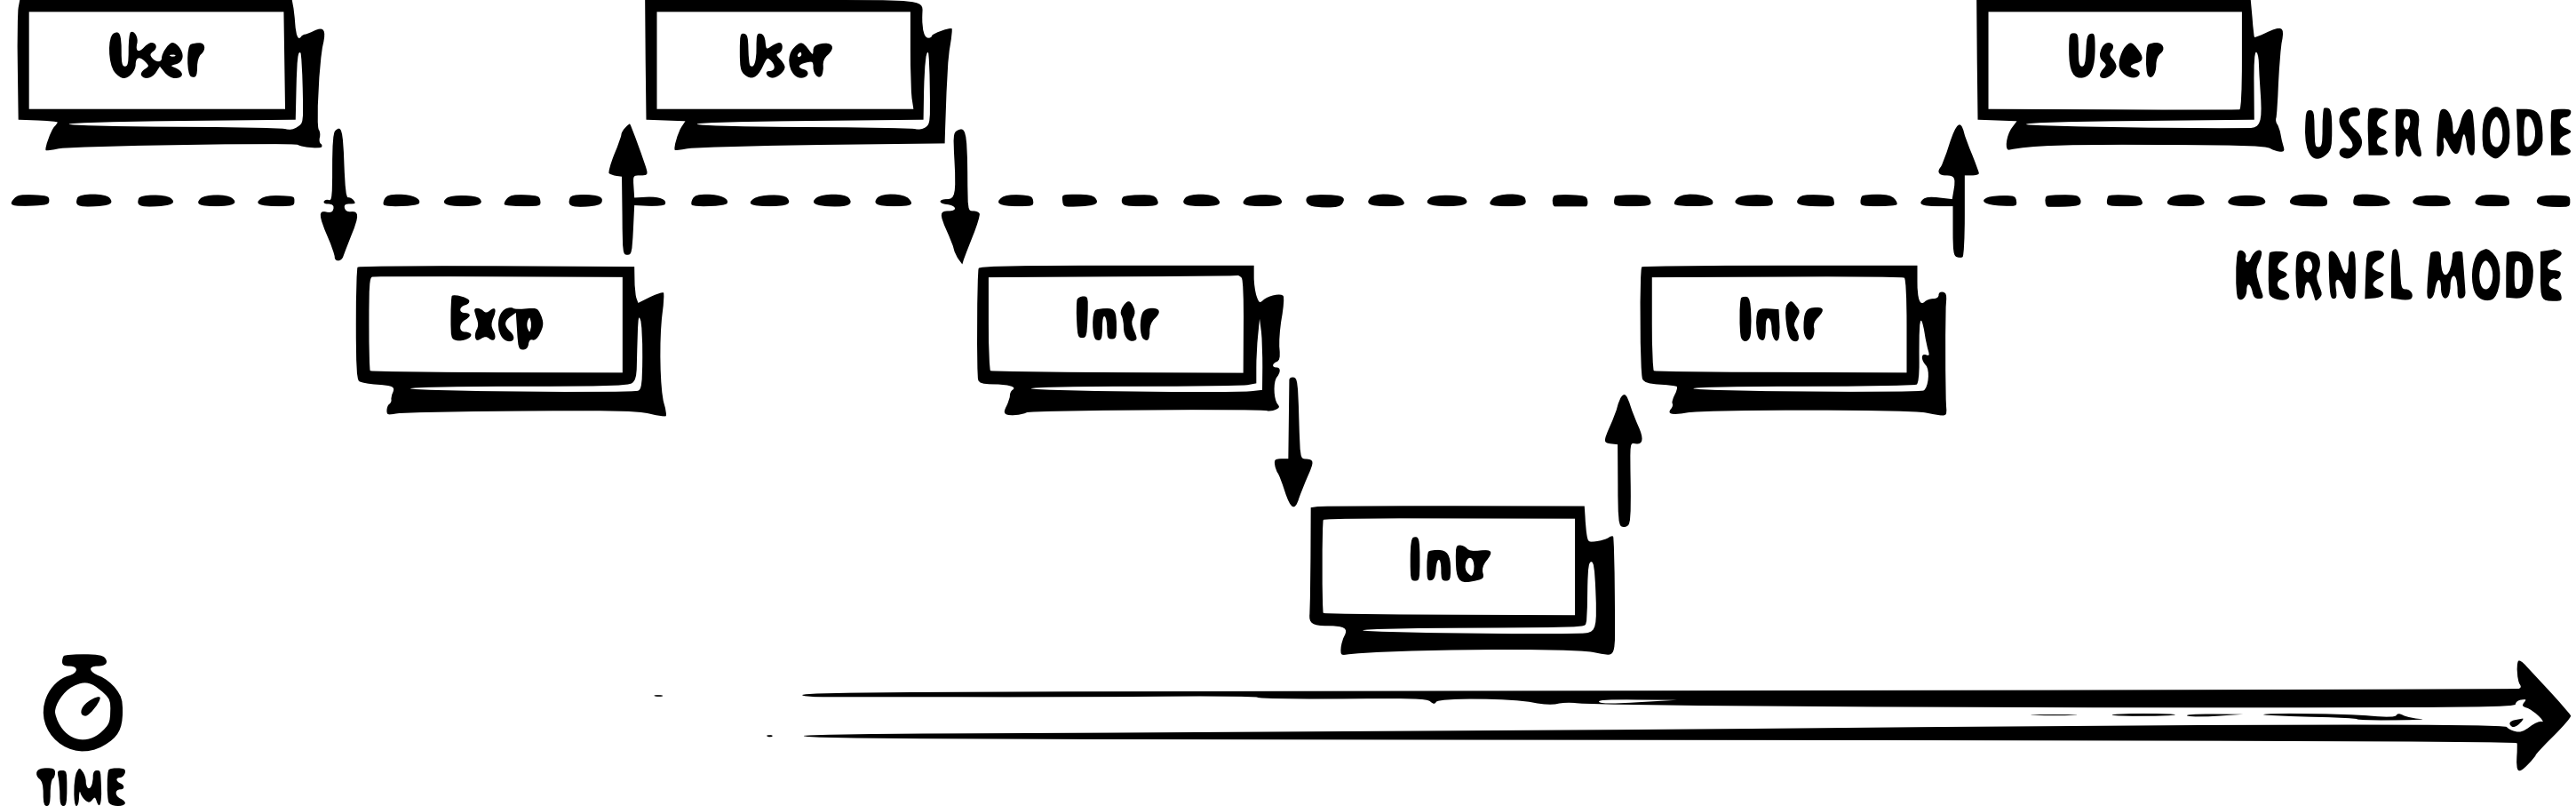 User
User
User
USER MODE
KERNEL MODE
Excp
Intr
Intr
Intr
TIME